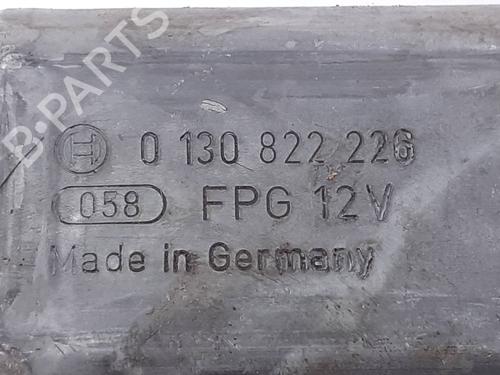 B-PARTS
0 130 822 226
058 FPG 12V
Made in Germany